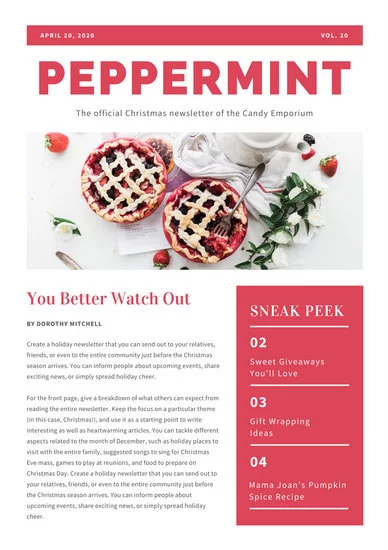 APRIL 20, 2020
VOL. 20
PEPPERMINT
The official Christmas newsletter of the Candy Emporium
You Better Watch Out
BY DOROTHY MITCHELL
Create a holiday newsletter that you can send out to your relatives,
friends, or even to the entire community just before the Christmas
season arrives. You can inform people about upcoming events, share
exciting news, or simply spread holiday cheer.
For the front page, give a breakdown of what others can expect from
reading the entire newsletter. Keep the focus on a particular theme
(in this case, Christmas!), and use it as a starting point to write
interesting as well as heartwarming articles. You can tackle different
aspects related to the month of December, such as holiday places to
visit with the entire family, suggested songs to sing for Christmas
Eve mass, games to play at reunions, and food to prepare on
Christmas Day. Create a holiday newsletter that you can send out to
your relatives, friends, or even to the entire community just before
the Christmas season arrives. You can inform people about
upcoming events, share exciting news, or simply spread holiday
cheer.
SNEAK PEEK
02
Sweet Giveaways
You'll Love
03
Gift Wrapping
Ideas
04
Mama Joan's Pumpkin
Spice Recipe